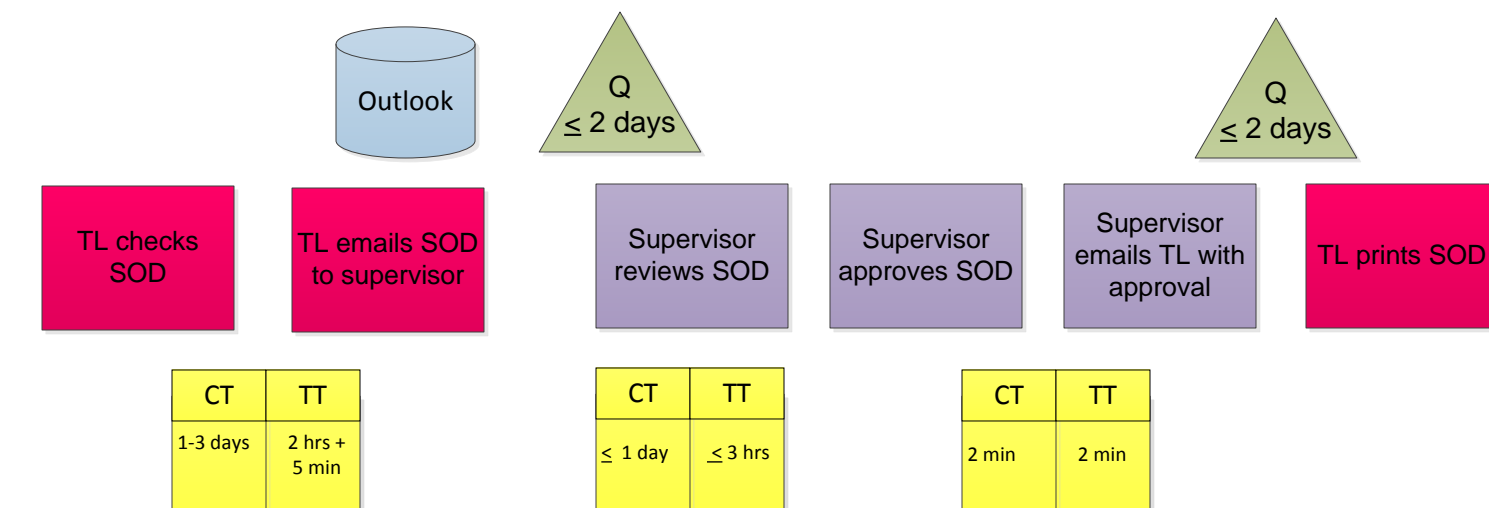 Outlook
Q
≤ 2 days
Q
≤ 2 days
TL checks
SOD
TL emails SOD
to supervisor
Supervisor
reviews SOD
Supervisor
approves SOD
Supervisor
emails TL with
approval
TL prints SOD
CT
TT
1-3 days
2 hrs +
5 min
CT
TT
≤ 1 day
≤ 3 hrs
CT
TT
2 min
2 min